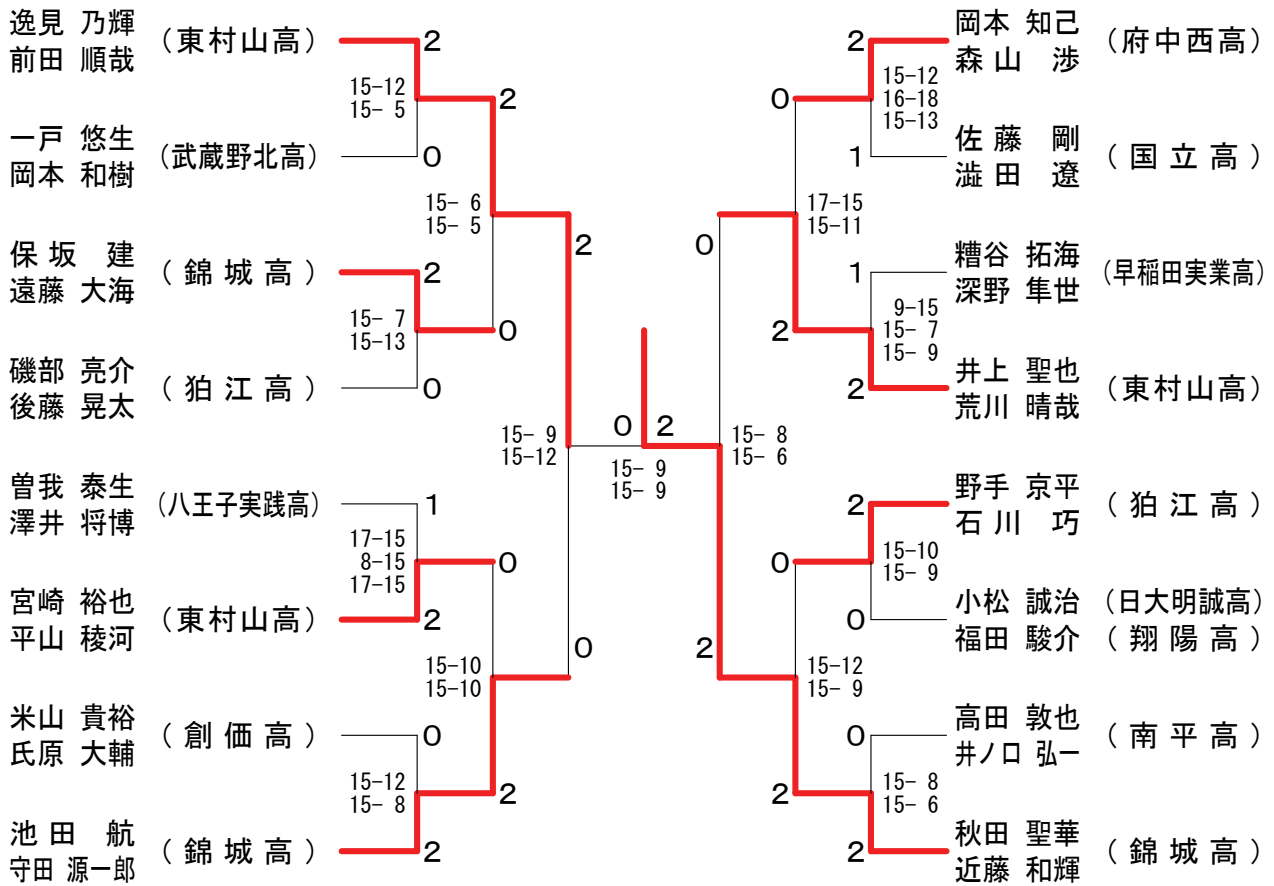 逸見 乃輝
前田 順哉
(東村山高)
2
15-12
15- 5
2
一戸 悠生
岡本 和樹
(武蔵野北高)
0
15- 6
15- 5
2
保坂 建
遠藤 大海
(錦城高)
2
15- 7
15-13
0
磯部 亮介
後藤 晃太
(狛江高)
0
15- 9
15-12
曽我 泰生
澤井 将博
(八王子実践高)
1
17-15
8-15
17-15
0
宮崎 裕也
平山 稜河
(東村山高)
2
15-10
15-10
0
米山 貴裕
氏原 大輔
(創価高)
0
15-12
15- 8
2
池田 航
守田 源一郎
(錦城高)
2
0 2
15- 9
15- 9
岡本 知己
森山 渉
(府中西高)
2
15-12
16-18
15-13
0
佐藤 剛
澁田 遼
(国立高)
1
17-15
15-11
0
糟谷 拓海
深野 隼世
(早稲田実業高)
1
9-15
15- 7
15- 9
2
井上 聖也
荒川 晴哉
(東村山高)
2
15- 8
15- 6
野手 京平
石川 巧
(狛江高)
2
15-10
15- 9
0
小松 誠治 (日大明誠高)
福田 駿介 (翔陽高)
0
15-12
15- 9
2
高田 敦也
井ノ口 弘一
(南平高)
0
15- 8
15- 6
2
秋田 聖華
近藤 和輝
(錦城高)
2